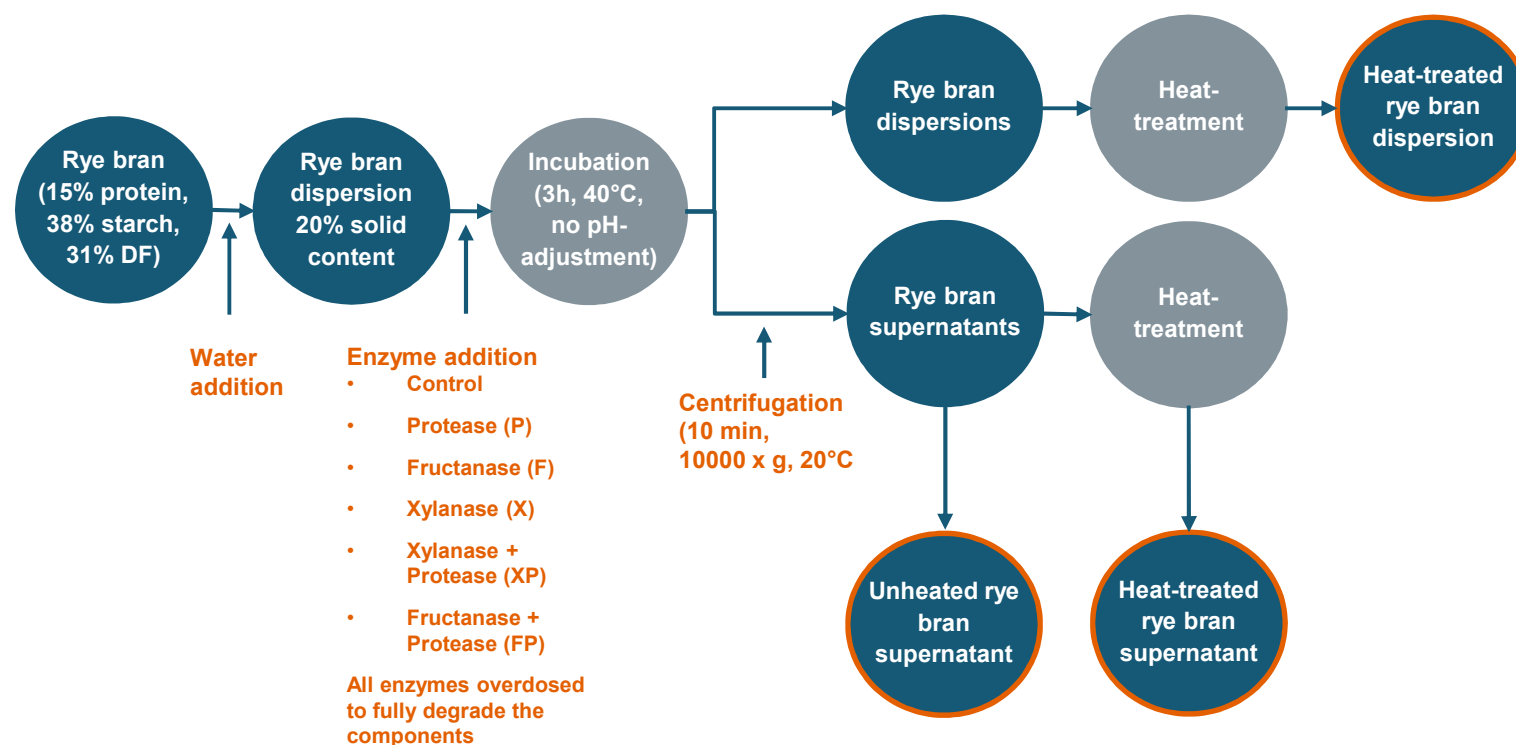 Rye bran
(15% protein,
38% starch,
31% DF)
Water
addition
Rye bran
dispersion
20% solid
content
Enzyme addition
• Control
• Protease (P)
• Fructanase (F)
• Xylanase (X)
• Xylanase +
Protease (XP)
• Fructanase +
Protease (FP)
All enzymes overdosed
to fully degrade the
components
Incubation
(3h, 40°C,
no pH-
adjustment)
Centrifugation
(10 min,
10000 x g, 20°C
Rye bran
dispersions
Heat-
treatment
Heat-treated
rye bran
dispersion
Rye bran
supernatants
Heat-
treatment
Unheated rye
bran
supernatant
Heat-treated
rye bran
supernatant